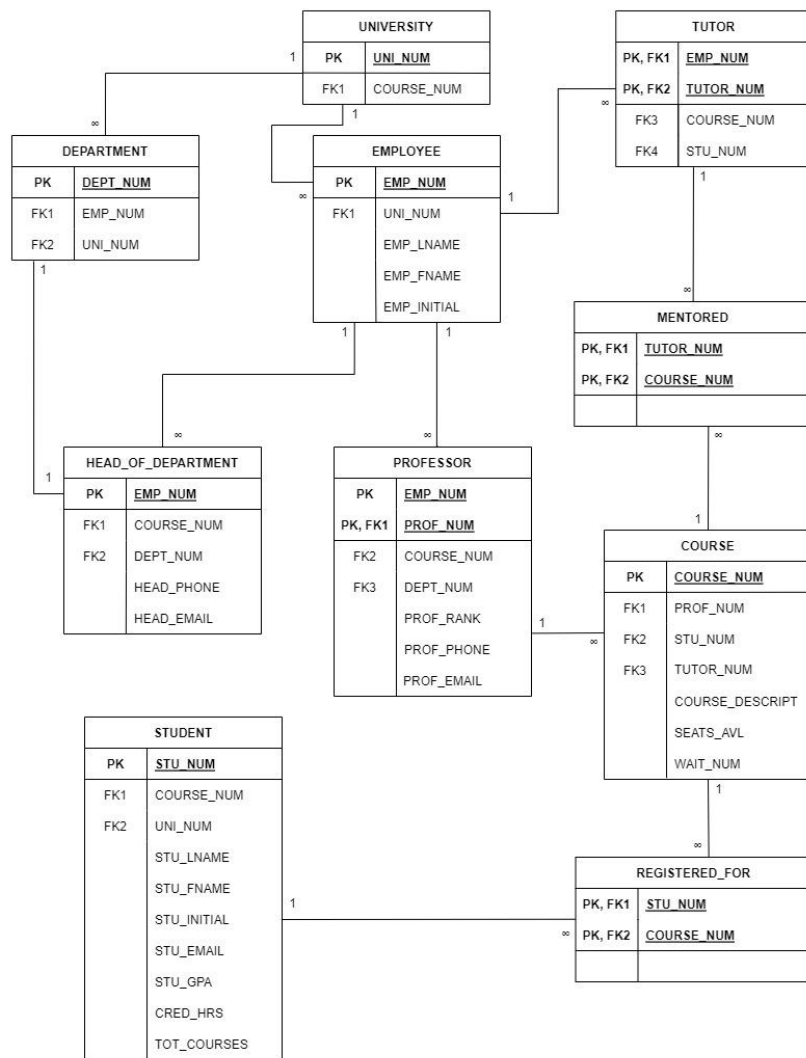 UNIVERSITY
PK UNI_NUM
FK1 COURSE_NUM
TUTOR
PK, FK1 EMP_NUM
PK, FK2 TUTOR_NUM
FK3 COURSE_NUM
FK4 STU_NUM
1
∞
1
∞
1
∞
1
∞
DEPARTMENT
PK DEPT_NUM
FK1 EMP_NUM
FK2 UNI_NUM
EMPLOYEE
PK EMP_NUM
FK1 UNI_NUM
EMP_LNAME
EMP_FNAME
EMP_INITIAL
1
∞
MENTORED
PK, FK1 TUTOR_NUM
PK, FK2 COURSE_NUM
1
1
1
∞
1
∞
∞
1
HEAD_OF_DEPARTMENT
PK EMP_NUM
FK1 COURSE_NUM
FK2 DEPT_NUM
HEAD_PHONE
HEAD_EMAIL
PROFESSOR
PK EMP_NUM
PK, FK1 PROF_NUM
FK2 COURSE_NUM
FK3 DEPT_NUM
PROF_RANK
PROF_PHONE
PROF_EMAIL
1
∞
COURSE
PK COURSE_NUM
FK1 PROF_NUM
FK2 STU_NUM
FK3 TUTOR_NUM
COURSE_DESCRIPT
SEATS_AVL
WAIT_NUM
1
∞
STUDENT
PK STU_NUM
FK1 COURSE_NUM
FK2 UNI_NUM
STU_LNAME
STU_FNAME
STU_INITIAL
STU_EMAIL
STU_GPA
CRED_HRS
TOT_COURSES
1
∞
REGISTERED_FOR
PK, FK1 STU_NUM
PK, FK2 COURSE_NUM